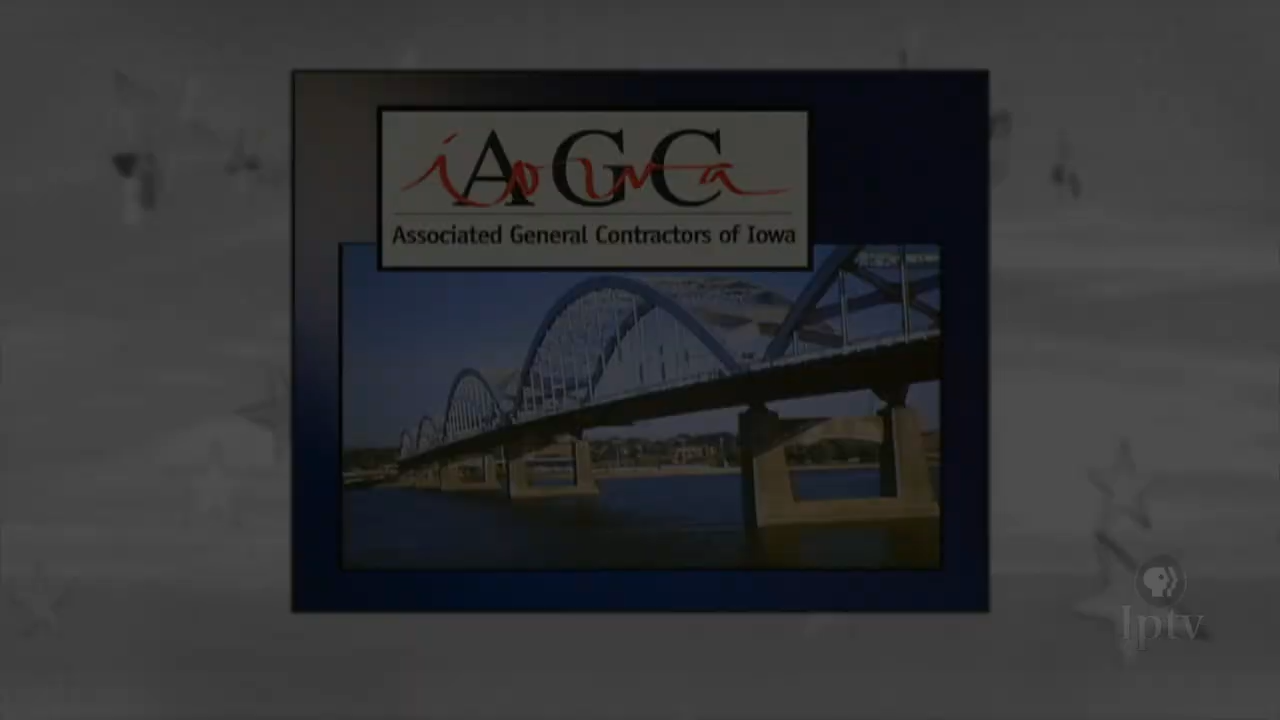 AGC
iowa
Associated General Contractors of Iowa
Iptv